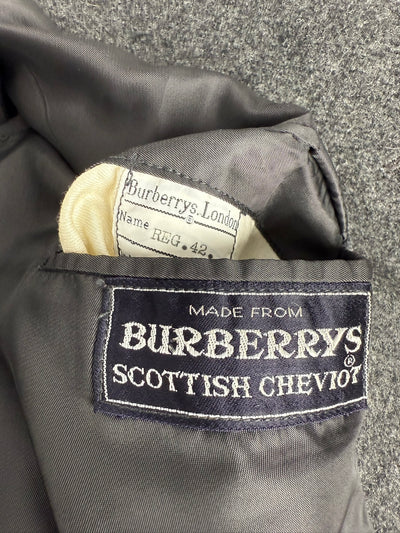 Burberrys. London
Name REG. 42.
MADE FROM
BURBERRYS®
SCOTTISH CHEVIOT